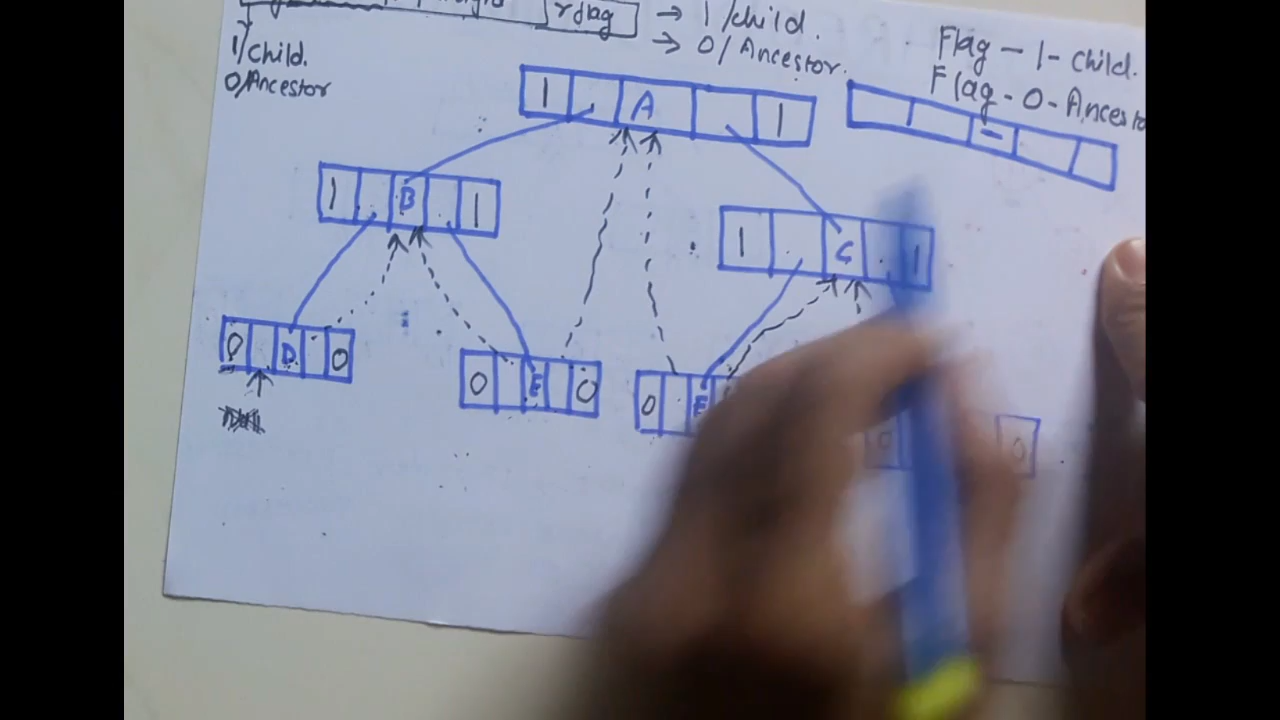 rflag → 1/child.
→ 0/Ancestor.
1/Child.
0/Ancestor
Flag - 1 - Child.
Flag - 0 - Ancesto
1 A 1
-
1 B 1
1 C 1
0 D 0
0 E 0
0
0 0